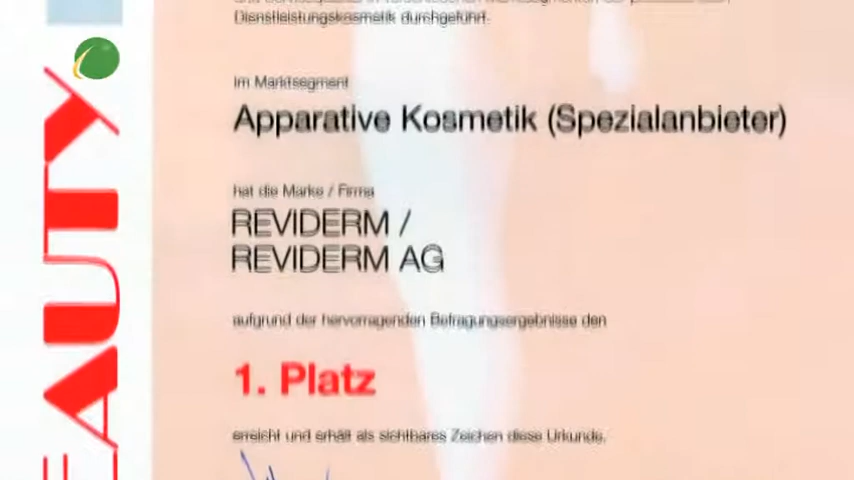 Dienstleistungskosmetik durchgeführt.
Im Marktsegment
Apparative Kosmetik (Spezialanbieter)
hat die Marke / Firma
REVIDERM /
REVIDERM AG
aufgrund der hervorragenden Befragungsergebnisse den
1. Platz
erreicht und erhält als sichtbares Zeichen diese Urkunde.
EAUTY